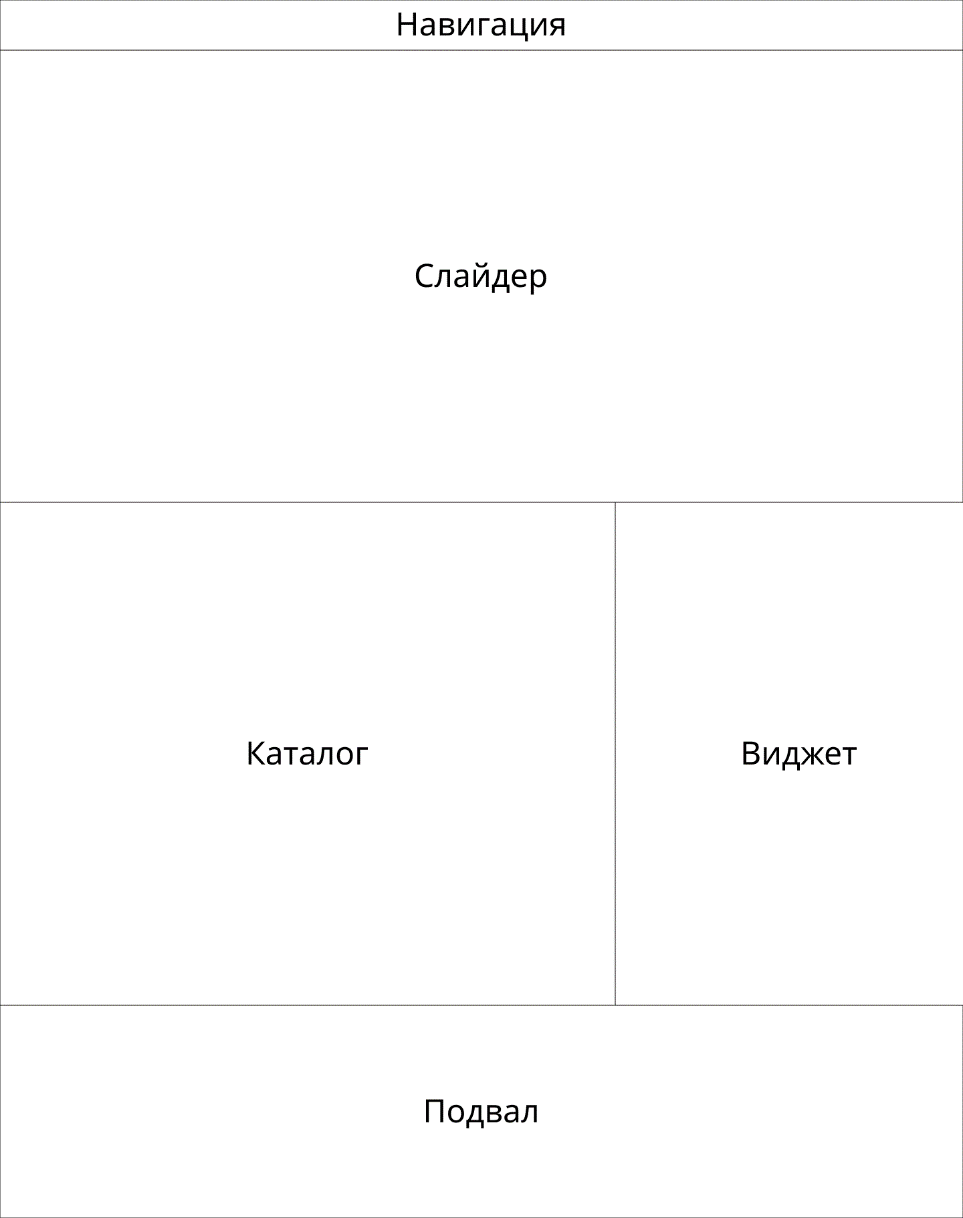 Навигация
Слайдер
Каталог
Виджет
Подвал